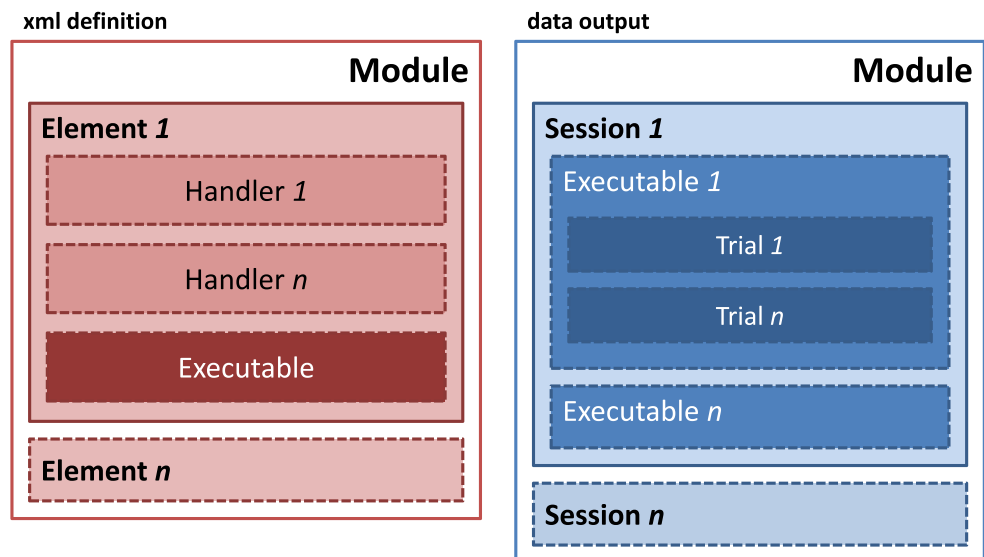 xml definition
Module
Element 1
Handler 1
Handler n
Executable
Element n
data output
Module
Session 1
Executable 1
Trial 1
Trial n
Executable n
Session n